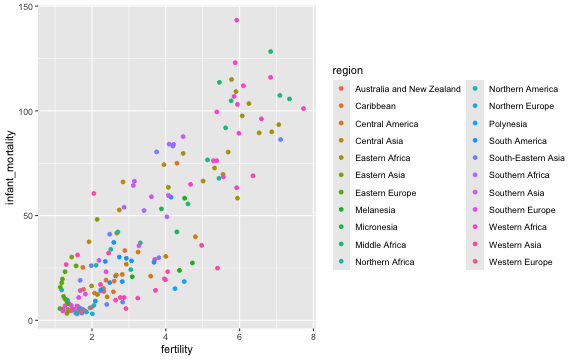 150
100
50
0
infant_mortality
2
4
6
8
fertility
region
Australia and New Zealand
Caribbean
Central America
Central Asia
Eastern Africa
Eastern Asia
Eastern Europe
Melanesia
Micronesia
Middle Africa
Northern Africa
Northern America
Northern Europe
Polynesia
South America
South-Eastern Asia
Southern Africa
Southern Asia
Southern Europe
Western Africa
Western Asia
Western Europe